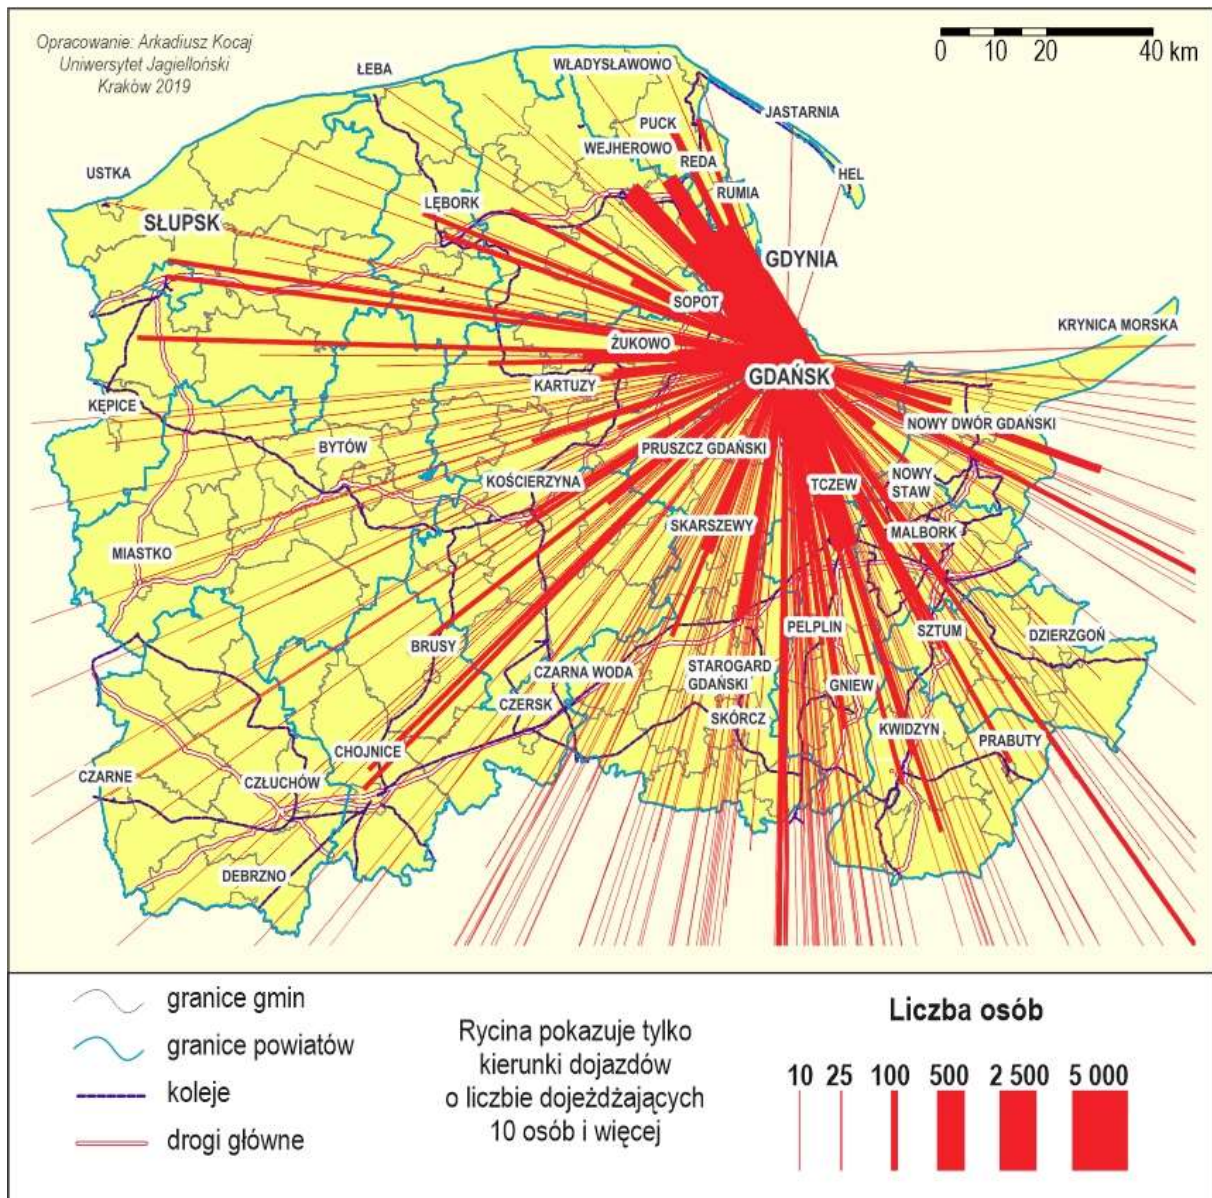 Opracowanie: Arkadiusz Kocaj
Uniwersytet Jagielloński
Kraków 2019
0 10 20 40 km
ŁEBA
WŁADYSŁAWOWO
JASTARNIA
PUCK
WEJHEROWO
REDA
HEL
USTKA
RUMIA
LĘBORK
SŁUPSK
GDYNIA
SOPOT
KRYNICA MORSKA
ŻUKOWO
GDAŃSK
KARTUZY
KĘPICE
NOWY DWÓR GDAŃSKI
BYTÓW
PRUSZCZ GDAŃSKI
KOŚCIERZYNA
TCZEW
NOWY
STAW
SKARSZEWY
MALBORK
MIASTKO
PELPLIN
SZTUM
DZIERZGOŃ
BRUSY
CZARNA WODA
STAROGARD
GDAŃSKI
GNIEW
CZERSK
SKÓRCZ
KWIDZYN
PRABUTY
CHOJNICE
CZARNE
CZŁUCHÓW
DEBRZNO
granice gmin
granice powiatów
koleje
drogi główne
Rycina pokazuje tylko
kierunki dojazdów
o liczbie dojeżdżających
10 osób i więcej
Liczba osób
10 25 100 500 2 500 5 000